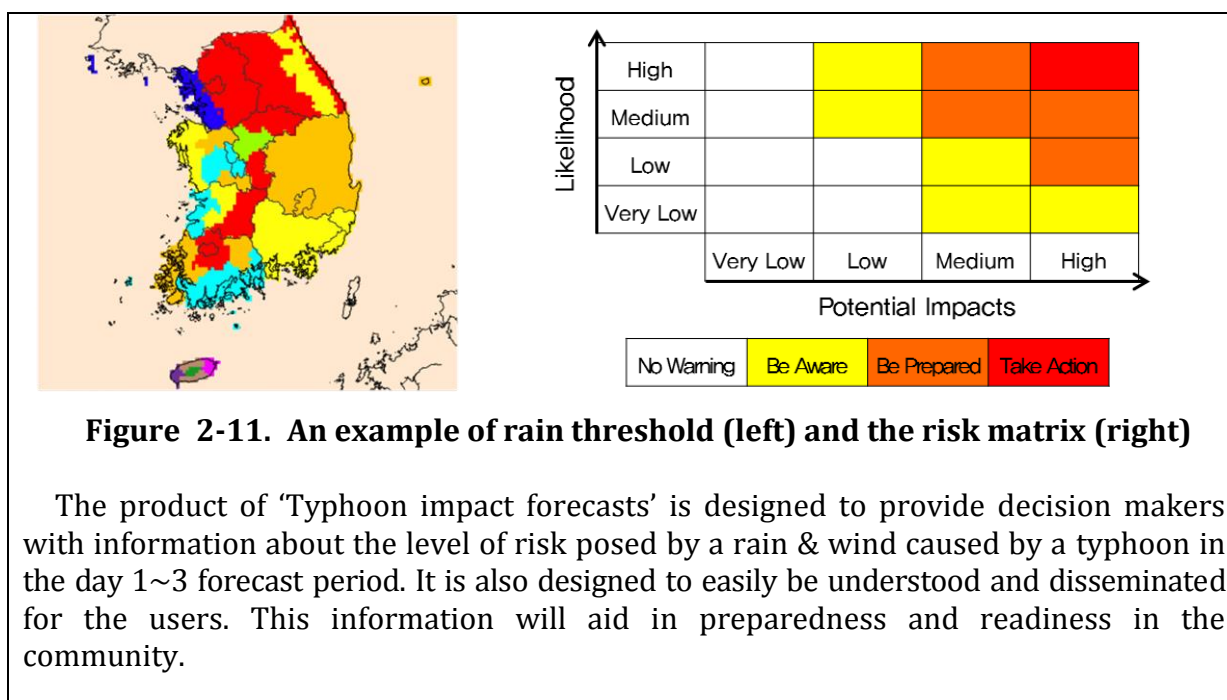 High
Medium
Low
Very Low
Likelihood
Very Low Low Medium High
Potential Impacts
No Warning Be Aware Be Prepared Take Action
Figure 2-11. An example of rain threshold (left) and the risk matrix (right)
The product of ‘Typhoon impact forecasts’ is designed to provide decision makers
with information about the level of risk posed by a rain & wind caused by a typhoon in
the day 1~3 forecast period. It is also designed to easily be understood and disseminated
for the users. This information will aid in preparedness and readiness in the
community.